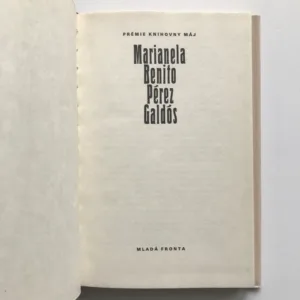 PRÉMIE KNIHOVNY MÁJ
Marianela
Benito
Pérez
Galdós
MLADÁ FRONTA